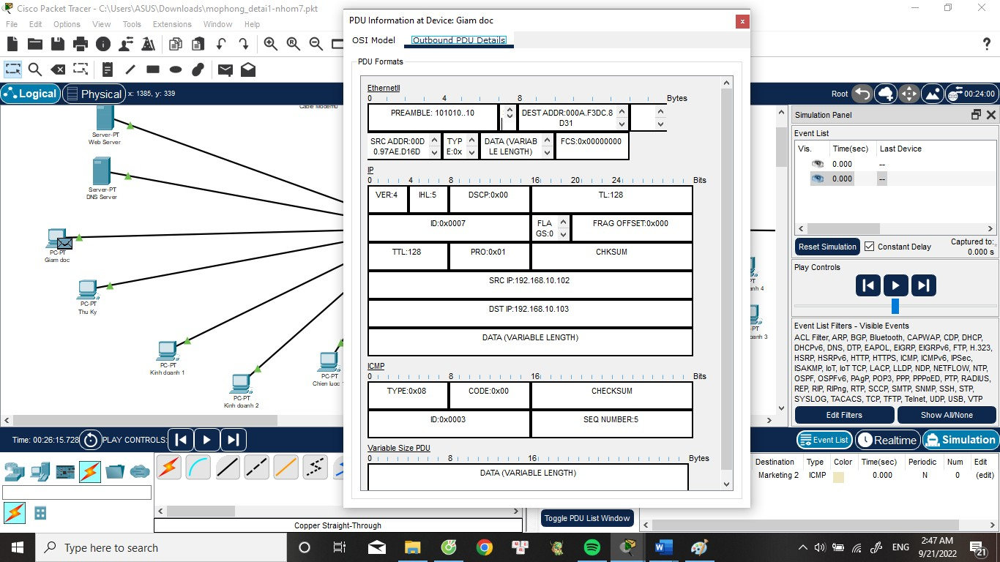 Cisco Packet Tracer - C:\Users\ASUS\Downloads\mophong_detai1-nhom7.pkt
File Edit Options View Tools Extensions Window Help
Logical
Physical
x: 1385, y: 339
Root
00:24:00
Server-PT
Web Server
Server-PT
DNS Server
PC-PT
Giam doc
PC-PT
Thu Ky
PC-PT
Kinh doanh 1
PC-PT
Kinh doanh 2
PC-PT
Chien luoc
PDU Information at Device: Giam doc
OSI Model
Outbound PDU Details
PDU Formats
EthernetII
0 4 8 Bytes
PREAMBLE: 101010..10
DEST ADDR:000A.F3DC.8
D31
SRC ADDR:00D
0.97AE.D16D
TYP
E:0x
DATA (VARIAB
LE LENGTH)
FCS:0x00000000
IP
0 4 8 16 20 24 Bits
VER:4 IHL:5 DSCP:0x00 TL:128
ID:0x0007
FLA
GS:0
FRAG OFFSET:0x000
TTL:128 PRO:0x01 CHKSUM
SRC IP:192.168.10.102
DST IP:192.168.10.103
DATA (VARIABLE LENGTH)
ICMP
0 8 16 Bits
TYPE:0x08 CODE:0x00 CHECKSUM
ID:0x0003 SEQ NUMBER:5
Variable Size PDU
0 8 16 Bytes
DATA (VARIABLE LENGTH)
Simulation Panel
Event List
Vis. Time(sec) Last Device
0.000 --
0.000 --
Reset Simulation
Constant Delay
Captured to:
0.000 s
Play Controls
Event List Filters - Visible Events
ACL Filter, ARP, BGP, Bluetooth, CAPWAP, CDP, DHCP,
DHCPv6, DNS, DTP, EAPOL, EIGRP, EIGRPv6, FTP, H.323,
HSRP, HSRPv6, HTTP, HTTPS, ICMP, ICMPv6, IPSec,
ISAKMP, IoT, IoT TCP, LACP, LLDP, NDP, NETFLOW, NTP,
OSPF, OSPFv6, PAgP, POP3, PPP, PPPoED, PTP, RADIUS,
REP, RIP, RIPng, RTP, SCCP, SMTP, SNMP, SSH, STP,
SYSLOG, TACACS, TCP, TFTP, Telnet, UDP, USB, VTP
Edit Filters
Show All/None
Time: 00:26:15.728
PLAY CONTROLS:
Event List
Realtime
Simulation
Destination Type Color Time(sec) Periodic Num Edit
Marketing 2 ICMP 0.000 N 0 (edit)
Copper Straight-Through
Toggle PDU List Window
Type here to search
ENG
2:47 AM
9/21/2022
21